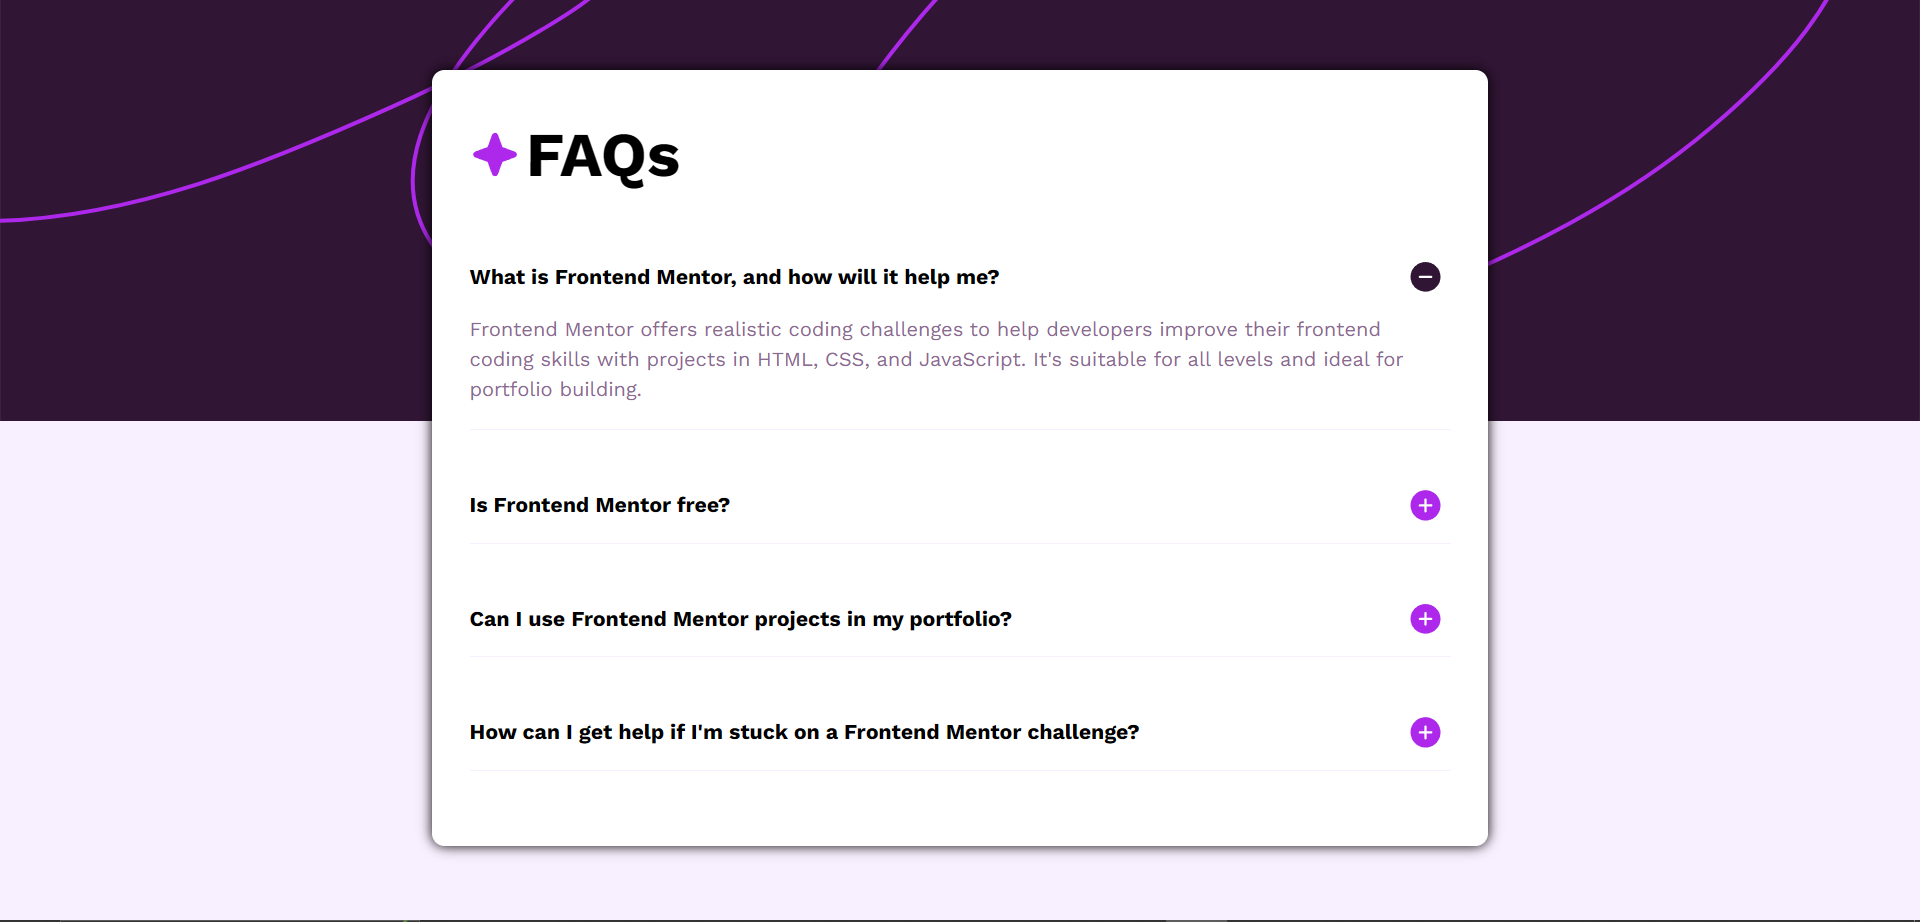 FAQs
What is Frontend Mentor, and how will it help me?
Frontend Mentor offers realistic coding challenges to help developers improve their frontend
coding skills with projects in HTML, CSS, and JavaScript. It's suitable for all levels and ideal for
portfolio building.
Is Frontend Mentor free?
Can I use Frontend Mentor projects in my portfolio?
How can I get help if I'm stuck on a Frontend Mentor challenge?